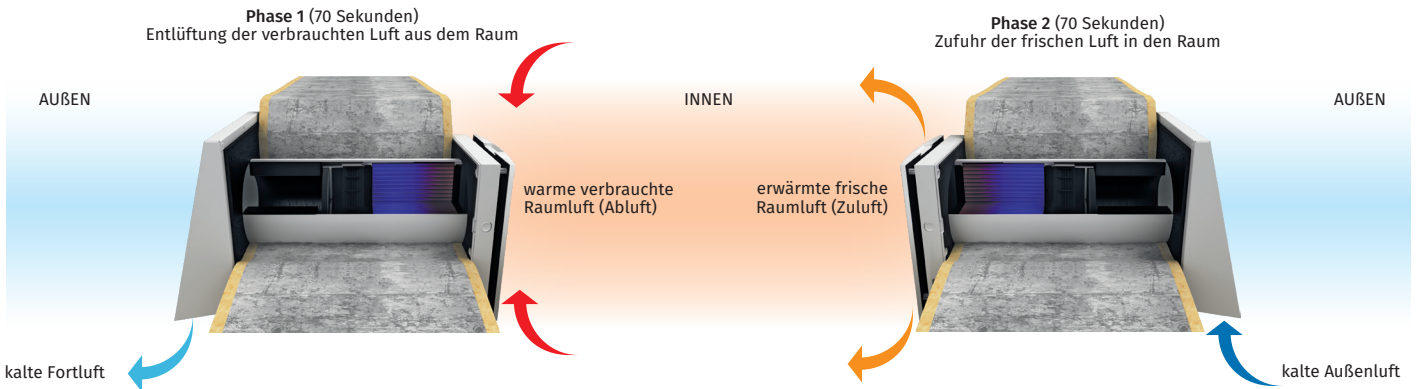 Phase 1 (70 Sekunden)
Entlüftung der verbrauchten Luft aus dem Raum
Phase 2 (70 Sekunden)
Zufuhr der frischen Luft in den Raum
AUßEN
INNEN
AUßEN
warme verbrauchte
Raumluft (Abluft)
erwärmte frische
Raumluft (Zuluft)
kalte Fortluft
kalte Außenluft